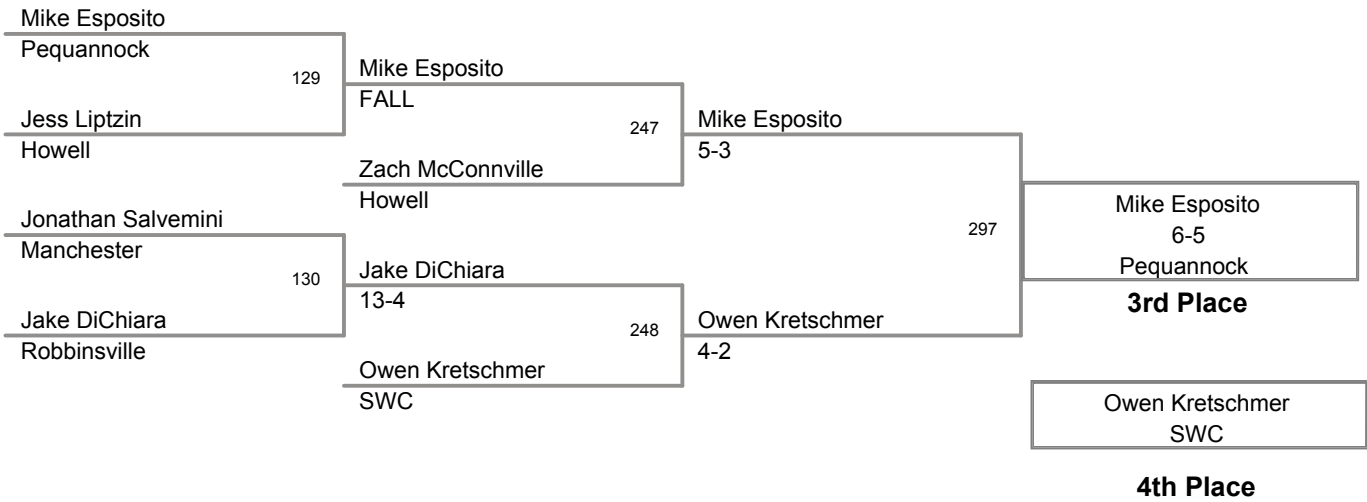 Mike Esposito
Pequannock
129
Mike Esposito
FALL
Jess Liptzin
Howell
247
Mike Esposito
5-3
Zach McConnville
Howell
Jonathan Salvemini
Manchester
297
Mike Esposito
6-5
Pequannock
3rd Place
130
Jake DiChiara
13-4
Jake DiChiara
Robbinsville
248
Owen Kretschmer
4-2
Owen Kretschmer
SWC
Owen Kretschmer
SWC
4th Place